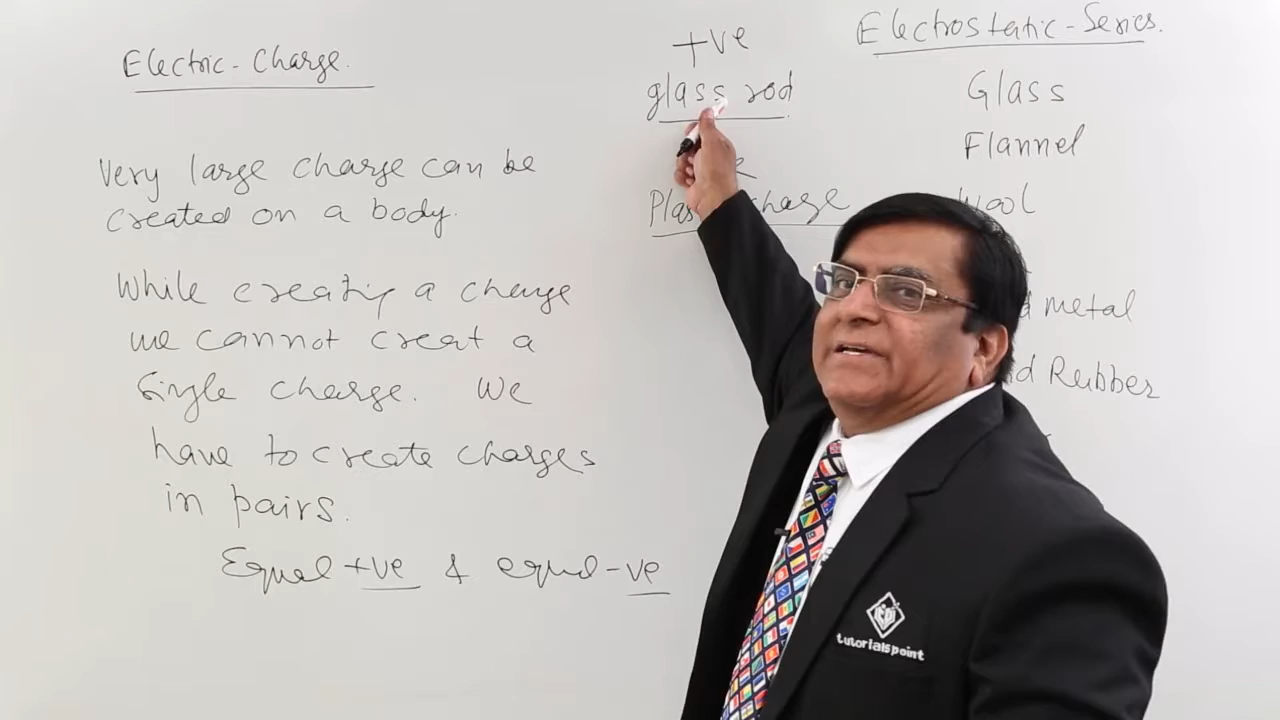 Electric-Charge.
Very large charge can be
created on a body.
While creating a charge
we cannot creat a
Single charge. We
have to create charges
in pairs.
Equal +ve & equal -ve
+ve
glass rod
Electrostatic-Series.
Glass
Flannel
Wool
metal
Rubber
tutorialspoint